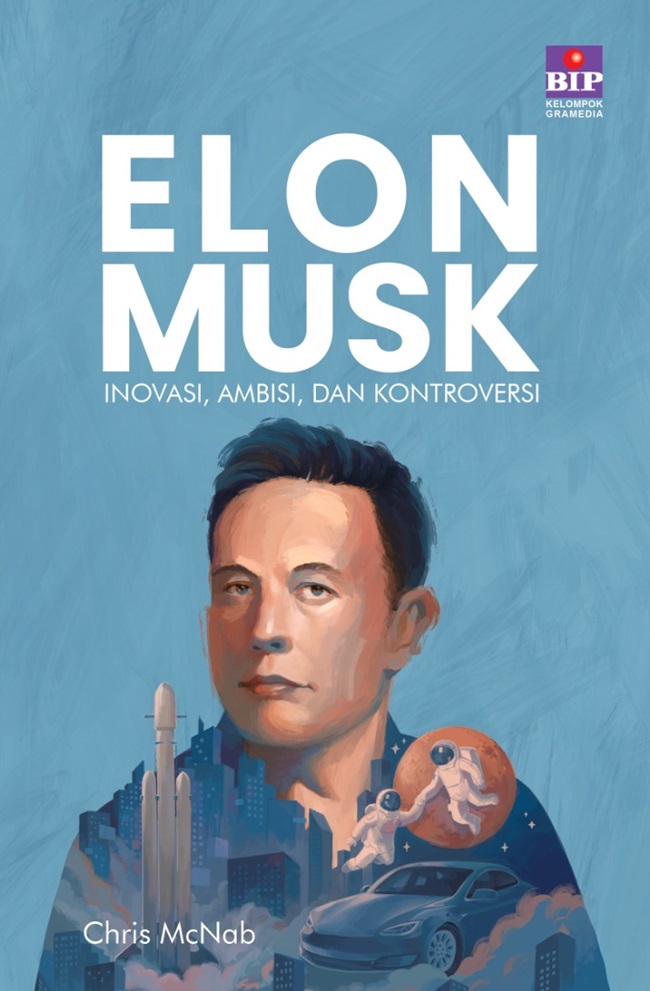 BIP
KELOMPOK
GRAMEDIA
ELON
MUSK
INOVASI, AMBISI, DAN KONTROVERSI
Chris McNab